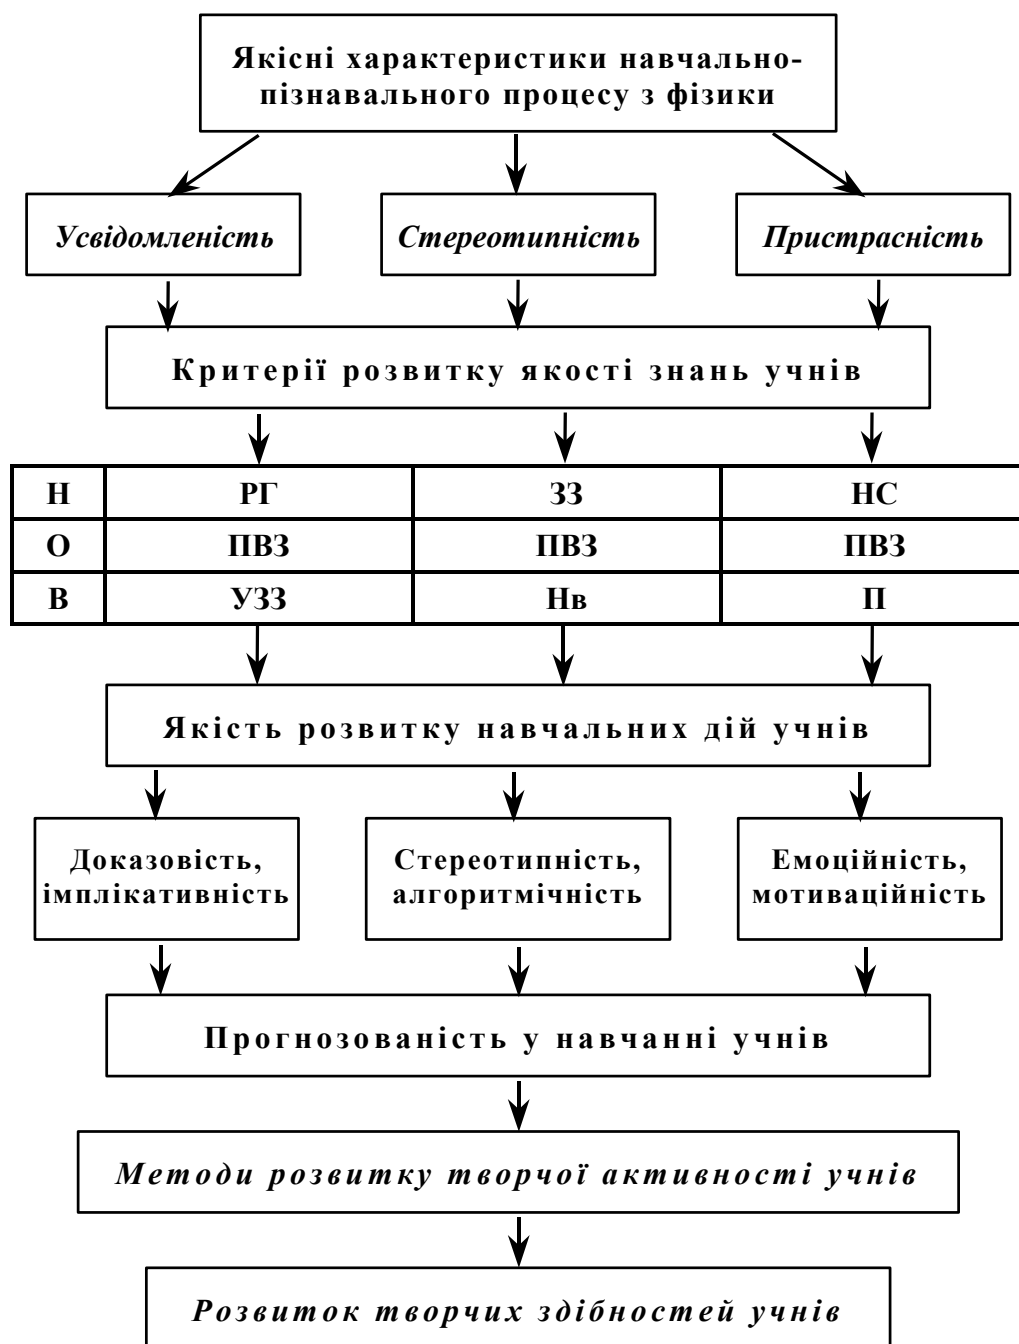 Якісні характеристики навчально-
пізнавального процесу з фізики
Усвідомленість Стереотипність Пристрасність
Критерії розвитку якості знань учнів
Н РГ ЗЗ НС
О ПВЗ ПВЗ ПВЗ
В УЗЗ Нв П
Якість розвитку навчальних дій учнів
Доказовість,
імплікативність
Стереотипність,
алгоритмічність
Емоційність,
мотиваційність
Прогнозованість у навчанні учнів
Методи розвитку творчої активності учнів
Розвиток творчих здібностей учнів